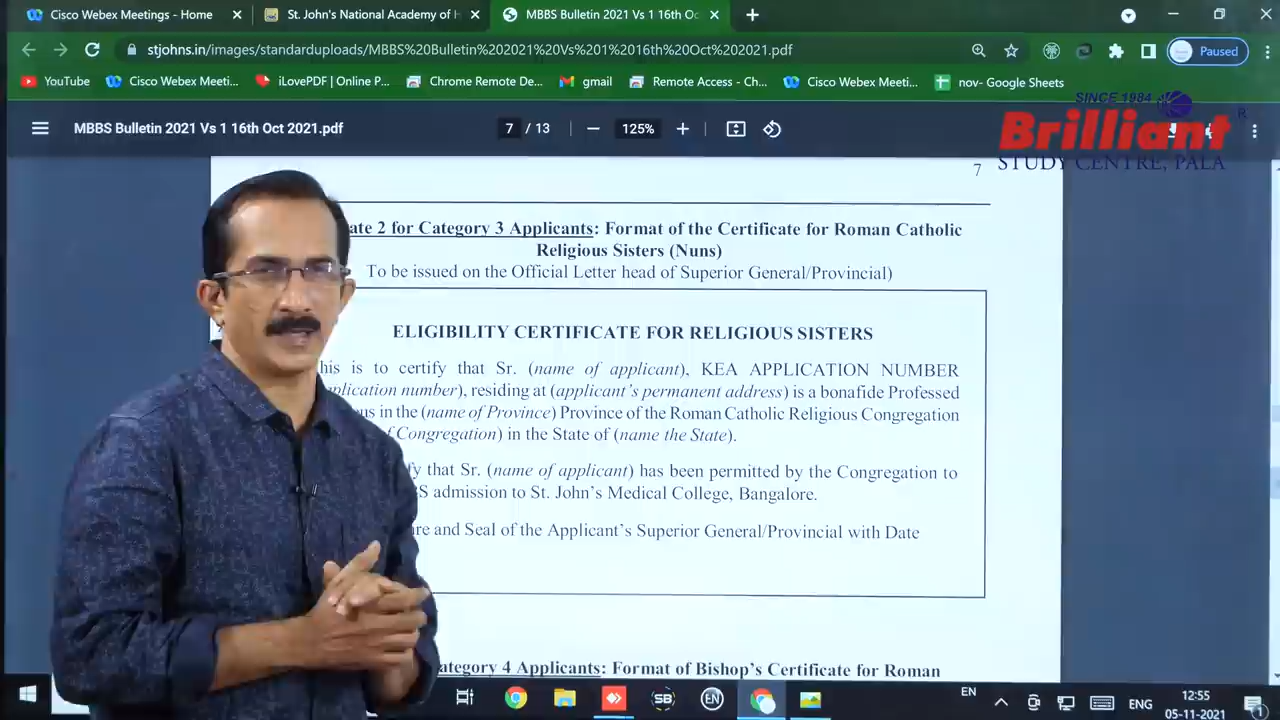 Cisco Webex Meetings - Home
St. John's National Academy of H
MBBS Bulletin 2021 Vs 1 16th Oc
stjohns.in/images/standarduploads/MBBS%20Bulletin%202021%20Vs%201%2016th%20Oct%202021.pdf
Paused
YouTube
Cisco Webex Meeti...
iLovePDF | Online P...
Chrome Remote De...
gmail
Remote Access - Ch...
Cisco Webex Meeti...
nov- Google Sheets
SINCE 1984
Brilliant
R
STUDY CENTRE, PALA
MBBS Bulletin 2021 Vs 1 16th Oct 2021.pdf
7 / 13
125%
7
ate 2 for Category 3 Applicants: Format of the Certificate for Roman Catholic
Religious Sisters (Nuns)
To be issued on the Official Letter head of Superior General/Provincial)
ELIGIBILITY CERTIFICATE FOR RELIGIOUS SISTERS
his is to certify that Sr. (name of applicant), KEA APPLICATION NUMBER
plication number), residing at (applicant's permanent address) is a bonafide Professed
ous in the (name of Province) Province of the Roman Catholic Religious Congregation
f Congregation) in the State of (name the State).
fy that Sr. (name of applicant) has been permitted by the Congregation to
BS admission to St. John's Medical College, Bangalore.
re and Seal of the Applicant's Superior General/Provincial with Date
ategory 4 Applicants: Format of Bishop's Certificate for Roman
SB
EN
EN
ENG
12:55
05-11-2021
1